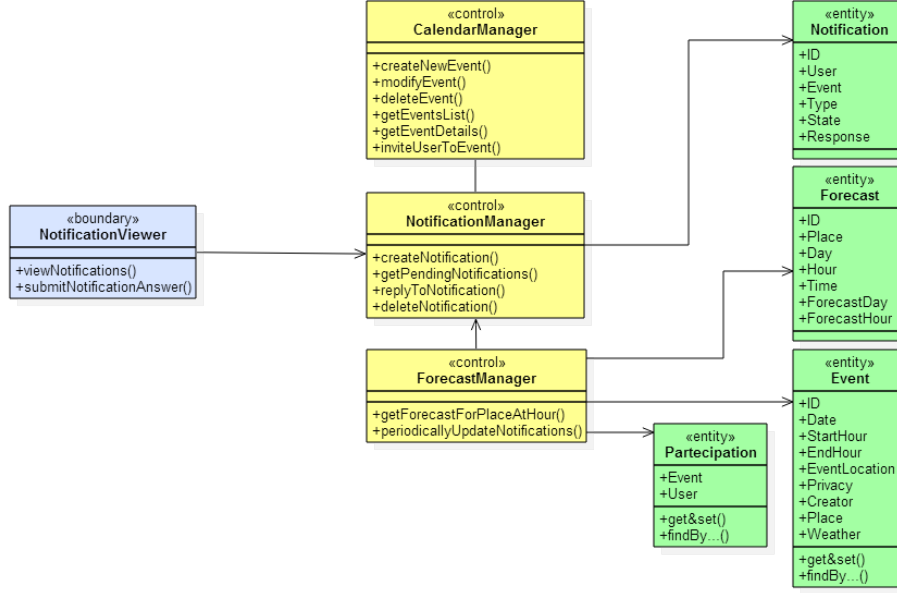 «control»
CalendarManager
+createNewEvent()
+modifyEvent()
+deleteEvent()
+getEventsList()
+getEventDetails()
+inviteUserToEvent()
«entity»
Notification
+ID
+User
+Event
+Type
+State
+Response
«boundary»
NotificationViewer
+viewNotifications()
+submitNotificationAnswer()
«control»
NotificationManager
+createNotification()
+getPendingNotifications()
+replyToNotification()
+deleteNotification()
«entity»
Forecast
+ID
+Place
+Day
+Hour
+Time
+ForecastDay
+ForecastHour
«control»
ForecastManager
+getForecastForPlaceAtHour()
+periodicallyUpdateNotifications()
«entity»
Partecipation
+Event
+User
+get&set()
+findBy...()
«entity»
Event
+ID
+Date
+StartHour
+EndHour
+EventLocation
+Privacy
+Creator
+Place
+Weather
+get&set()
+findBy...()